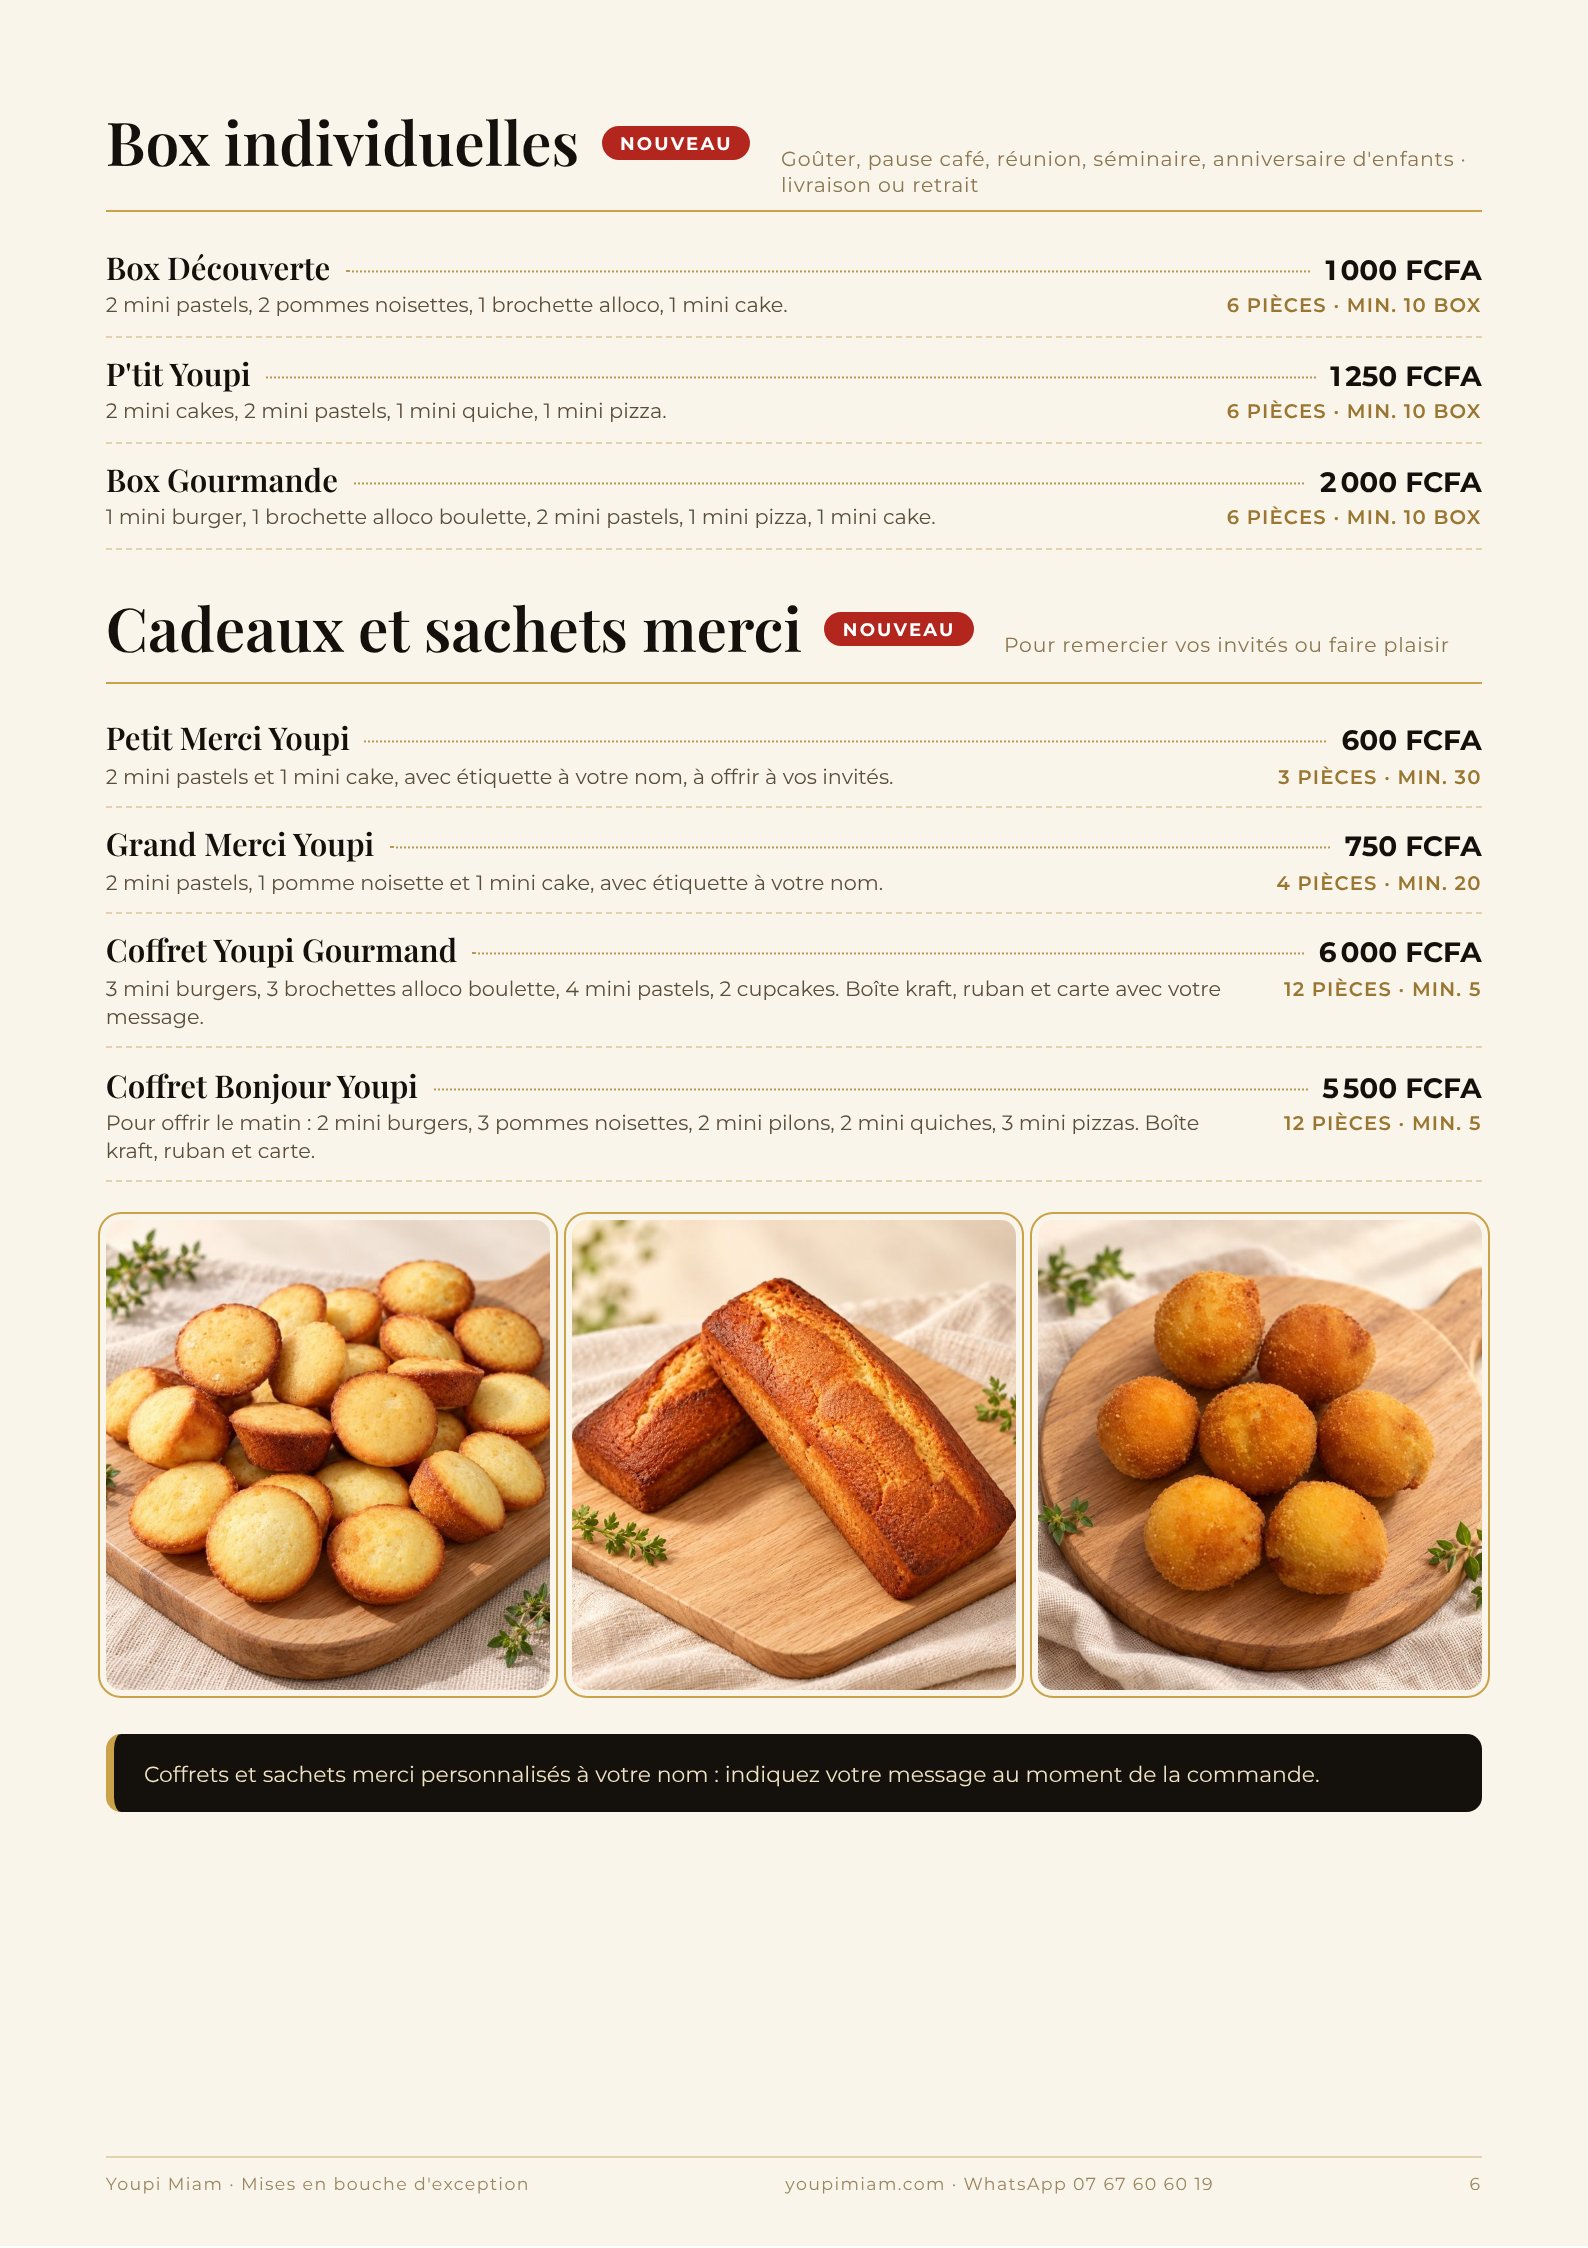 Box individuelles NOUVEAU Goûter, pause café, réunion, séminaire, anniversaire d'enfants ·
livraison ou retrait
Box Découverte 1 000 FCFA
2 mini pastels, 2 pommes noisettes, 1 brochette alloco, 1 mini cake. 6 PIÈCES · MIN. 10 BOX
P'tit Youpi 1 250 FCFA
2 mini cakes, 2 mini pastels, 1 mini quiche, 1 mini pizza. 6 PIÈCES · MIN. 10 BOX
Box Gourmande 2 000 FCFA
1 mini burger, 1 brochette alloco boulette, 2 mini pastels, 1 mini pizza, 1 mini cake. 6 PIÈCES · MIN. 10 BOX
Cadeaux et sachets merci NOUVEAU Pour remercier vos invités ou faire plaisir
Petit Merci Youpi 600 FCFA
2 mini pastels et 1 mini cake, avec étiquette à votre nom, à offrir à vos invités. 3 PIÈCES · MIN. 30
Grand Merci Youpi 750 FCFA
2 mini pastels, 1 pomme noisette et 1 mini cake, avec étiquette à votre nom. 4 PIÈCES · MIN. 20
Coffret Youpi Gourmand 6 000 FCFA
3 mini burgers, 3 brochettes alloco boulette, 4 mini pastels, 2 cupcakes. Boîte kraft, ruban et carte avec votre 12 PIÈCES · MIN. 5
message.
Coffret Bonjour Youpi 5 500 FCFA
Pour offrir le matin : 2 mini burgers, 3 pommes noisettes, 2 mini pilons, 2 mini quiches, 3 mini pizzas. Boîte 12 PIÈCES · MIN. 5
kraft, ruban et carte.
Coffrets et sachets merci personnalisés à votre nom : indiquez votre message au moment de la commande.
Youpi Miam · Mises en bouche d'exception youpimiam.com · WhatsApp 07 67 60 60 19 6